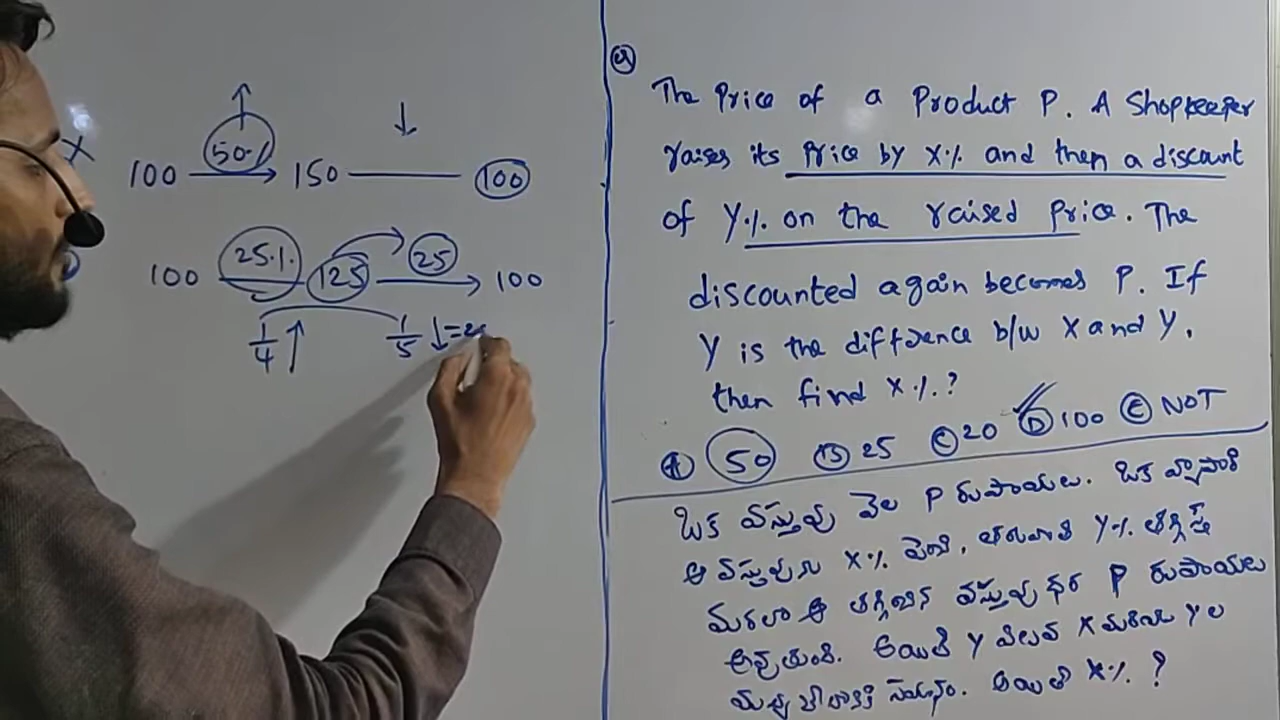 50%
100 → 150 — 100
25%
25
100 125 → 100
1/4 ↑ 1/5 ↓ =
Q
The Price of a Product P. A Shopkeeper
raises its Price by X% and then a discount
of Y% on the raised Price. The
discounted again becomes P. If
Y is the difference b/w X and Y.
then find X%?
A 50 B 25 C 20 D 100 E NOT
ఒక వస్తువు వెల P రుపాయలు. ఒక వ్యాపారి
ఆ వస్తువును X% పెంచి, తరువాత Y% తగ్గిస్తే
మరలా ఆ తగ్గించిన వస్తువు ధర P రుపాయలు
అవుతుంది. అయితే Y విలువ X మరియు Y ల
మధ్య సమానం. అయితే X% ?